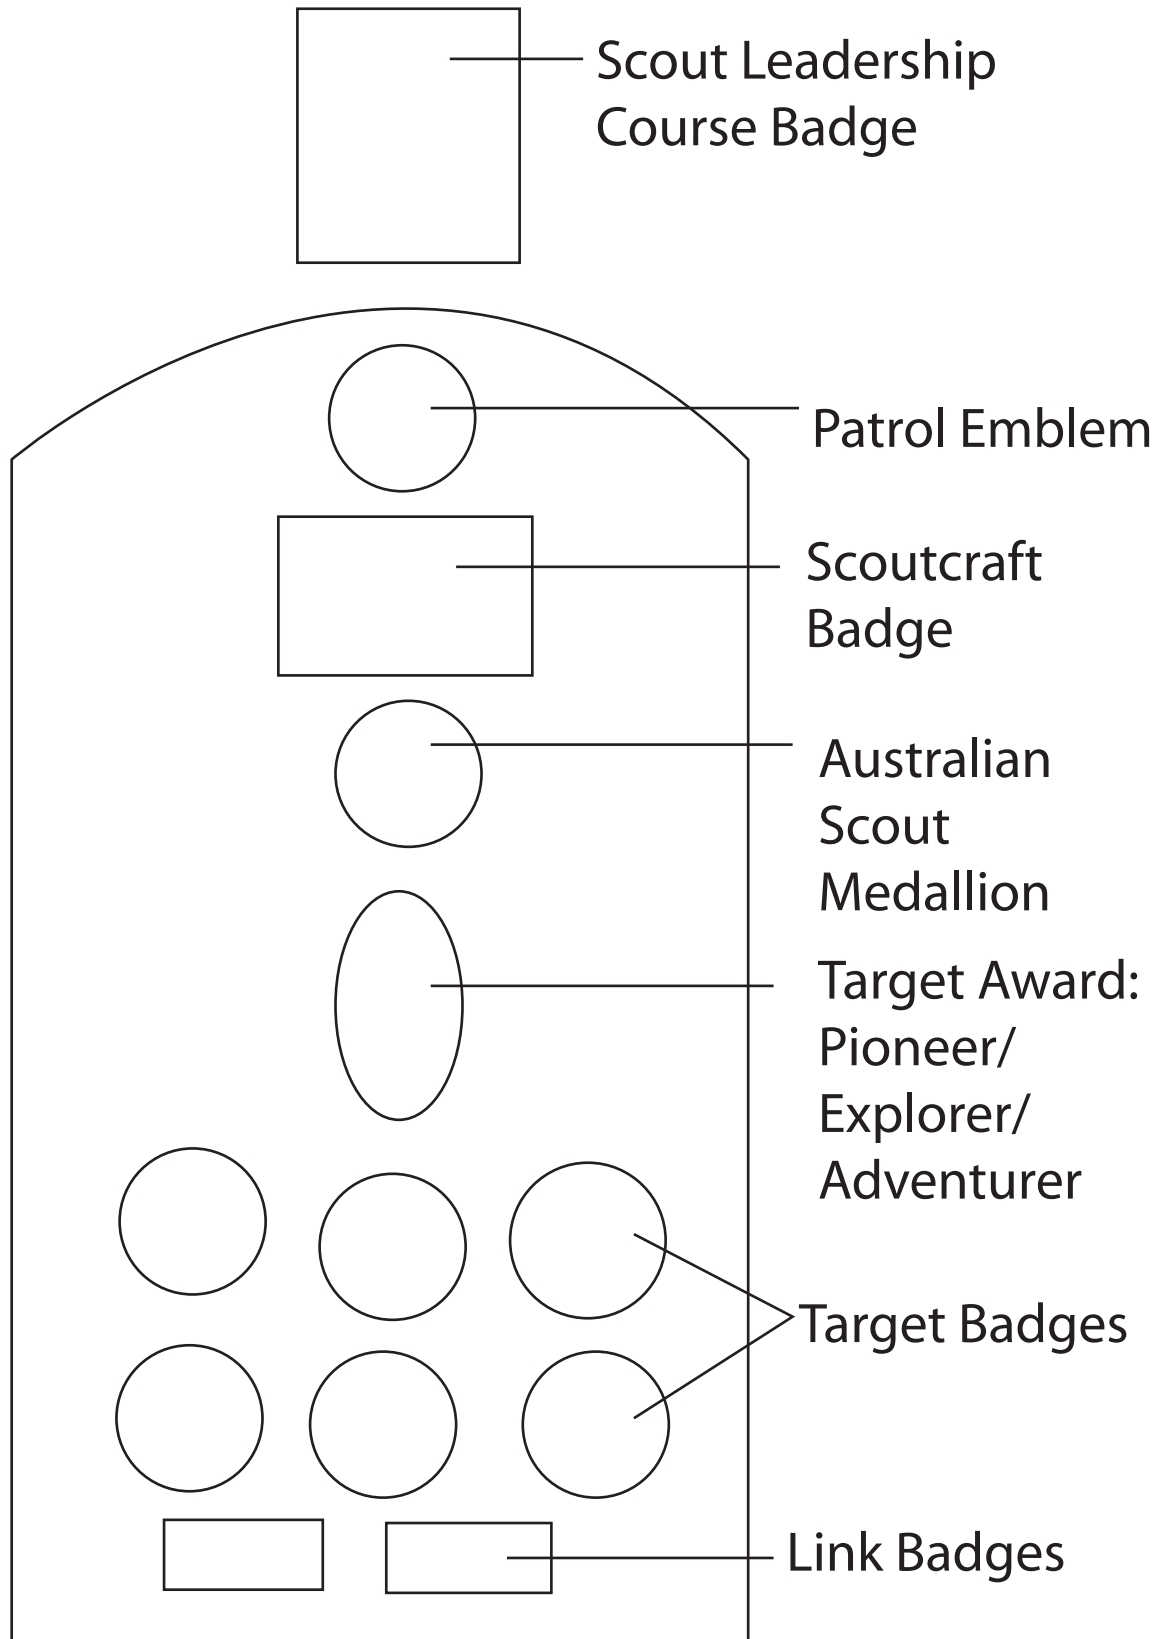 Scout Leadership
Course Badge
Patrol Emblem
Scoutcraft
Badge
Australian
Scout
Medallion
Target Award:
Pioneer/
Explorer/
Adventurer
Target Badges
Link Badges